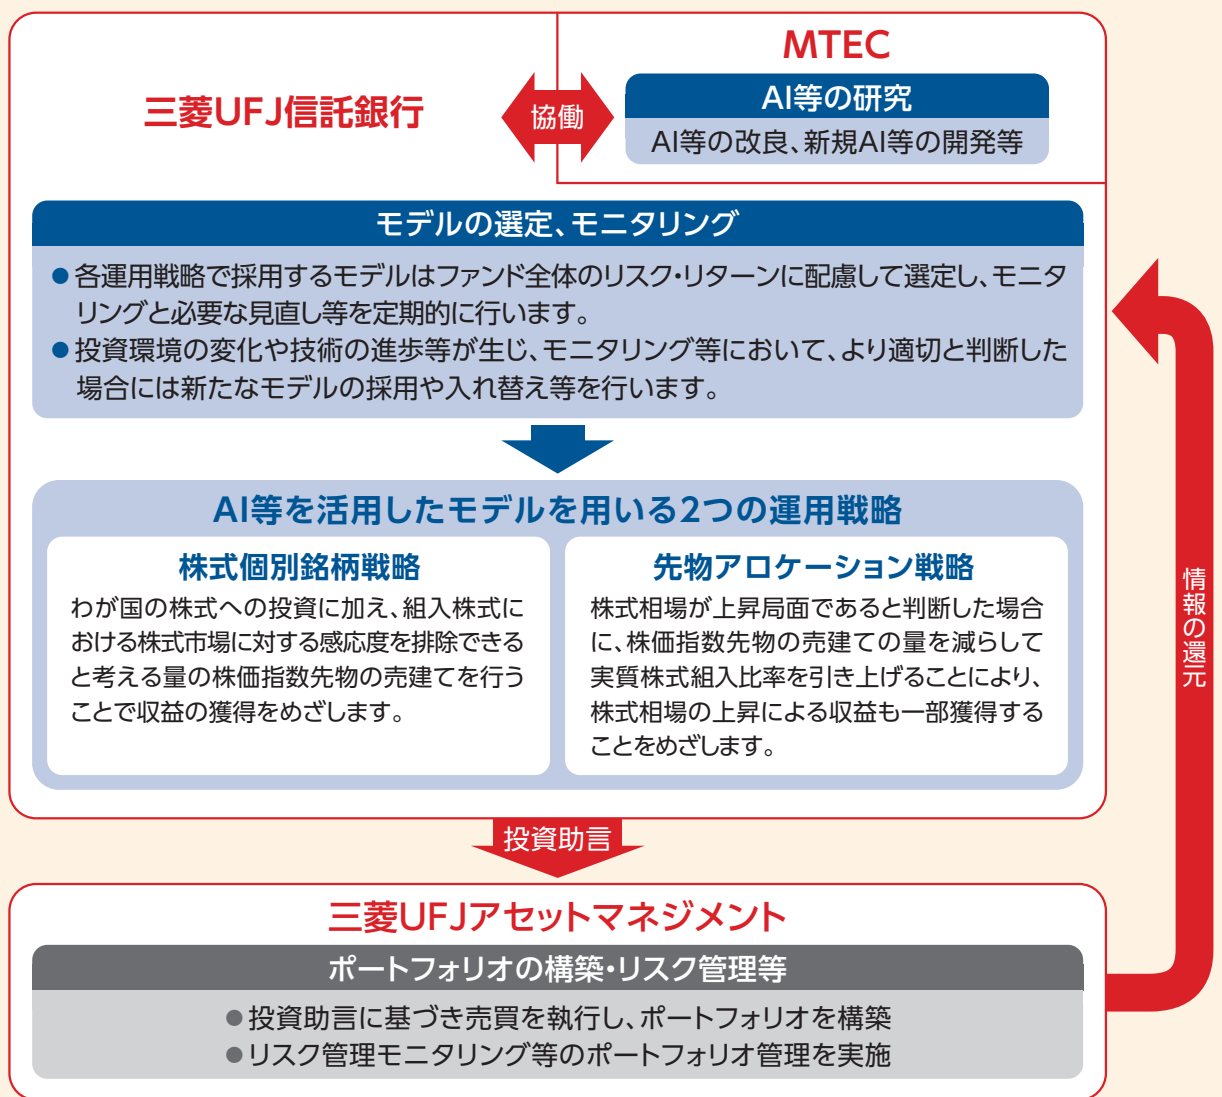 MTEC
三菱UFJ信託銀行
協働
AI等の研究
AI等の改良、新規AI等の開発等
モデルの選定、モニタリング
●各運用戦略で採用するモデルはファンド全体のリスク・リターンに配慮して選定し、モニタ
リングと必要な見直し等を定期的に行います。
●投資環境の変化や技術の進歩等が生じ、モニタリング等において、より適切と判断した
場合には新たなモデルの採用や入れ替え等を行います。
AI等を活用したモデルを用いる2つの運用戦略
株式個別銘柄戦略
わが国の株式への投資に加え、組入株式に
おける株式市場に対する感応度を排除できる
と考える量の株価指数先物の売建てを行う
ことで収益の獲得をめざします。
先物アロケーション戦略
株式相場が上昇局面であると判断した場合
に、株価指数先物の売建ての量を減らして
実質株式組入比率を引き上げることにより、
株式相場の上昇による収益も一部獲得する
ことをめざします。
情報の還元
投資助言
三菱UFJアセットマネジメント
ポートフォリオの構築・リスク管理等
●投資助言に基づき売買を執行し、ポートフォリオを構築
●リスク管理モニタリング等のポートフォリオ管理を実施